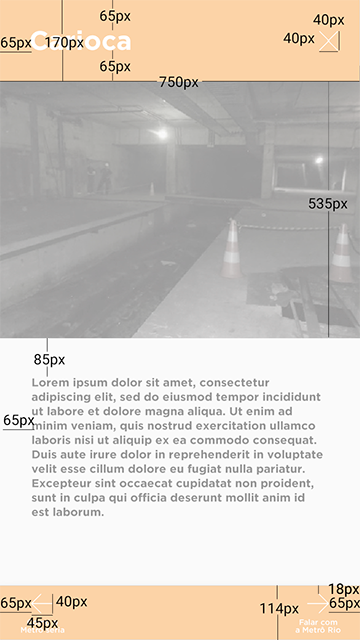 65px
40px
65px
170px
Carioca
40px
65px
750px
535px
85px
Lorem ipsum dolor sit amet, consectetur
adipiscing elit, sed do eiusmod tempor incididunt
ut labore et dolore magna aliqua. Ut enim ad
65px
minim veniam, quis nostrud exercitation ullamco
laboris nisi ut aliquip ex ea commodo consequat.
Duis aute irure dolor in reprehenderit in voluptate
velit esse cillum dolore eu fugiat nulla pariatur.
Excepteur sint occaecat cupidatat non proident,
sunt in culpa qui officia deserunt mollit anim id
est laborum.
18px
65px
40px
114px
65px
45px
Metrô seria
Falar com
a Metrô Rio